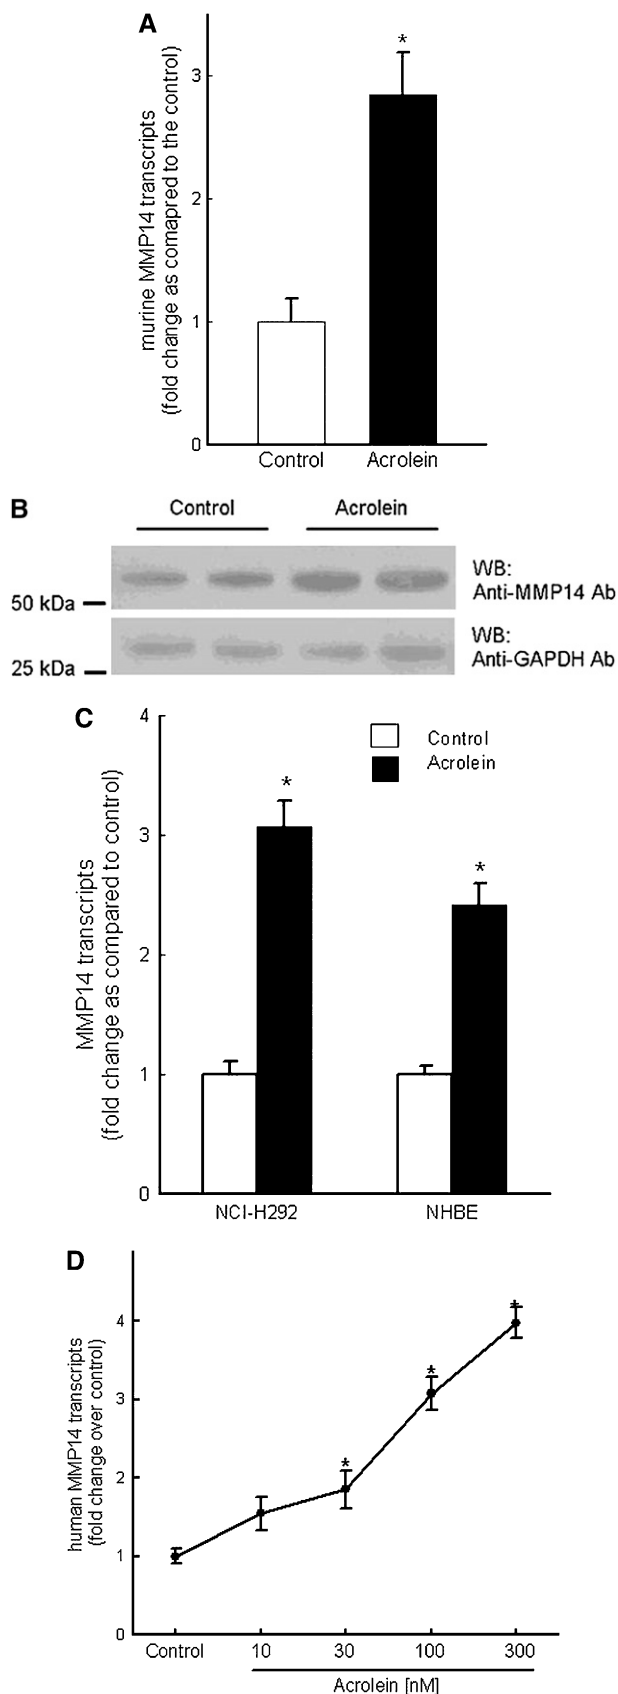 A
murine MMP14 transcripts
(fold change as comapred to the control)
3
2
1
0
*
Control Acrolein
B
Control Acrolein
WB:
Anti-MMP14 Ab
50 kDa
WB:
Anti-GAPDH Ab
25 kDa
C
MMP14 transcripts
(fold change as compared to control)
4
3
2
1
0
Control
Acrolein
*
*
NCI-H292 NHBE
D
human MMP14 transcripts
(fold change over control)
4
3
2
1
0
*
*
*
Control 10 30 100 300
Acrolein [nM]